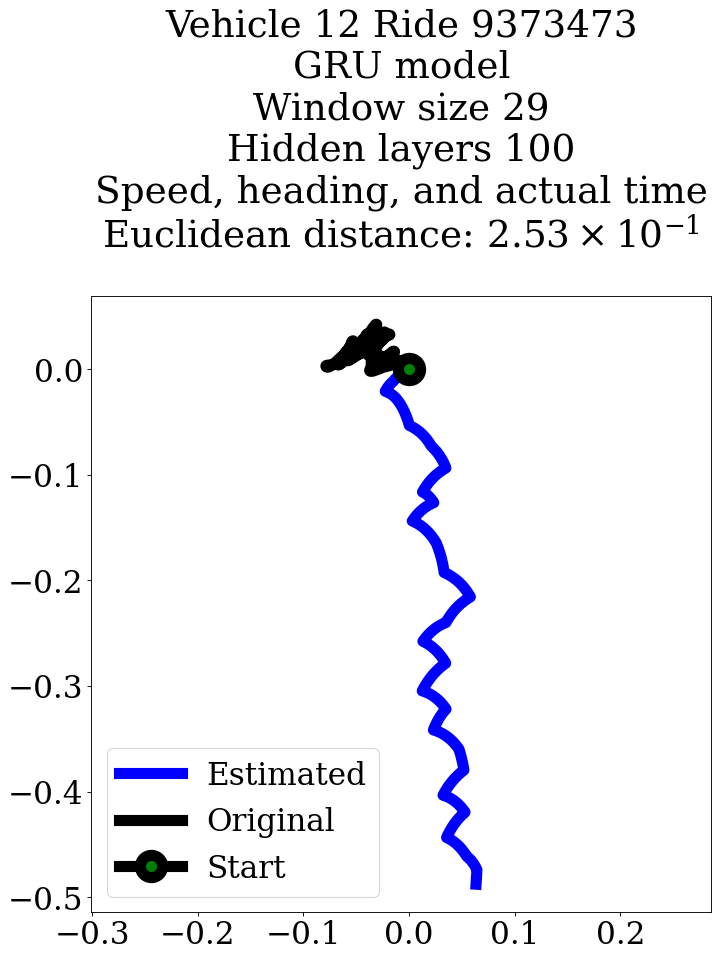 Vehicle 12 Ride 9373473
GRU model
Window size 29
Hidden layers 100
Speed, heading, and actual time
Euclidean distance: 2.53 × 10⁻¹
0.0
−0.1
−0.2
−0.3
−0.4
−0.5
Estimated
Original
Start
−0.3 −0.2 −0.1 0.0 0.1 0.2